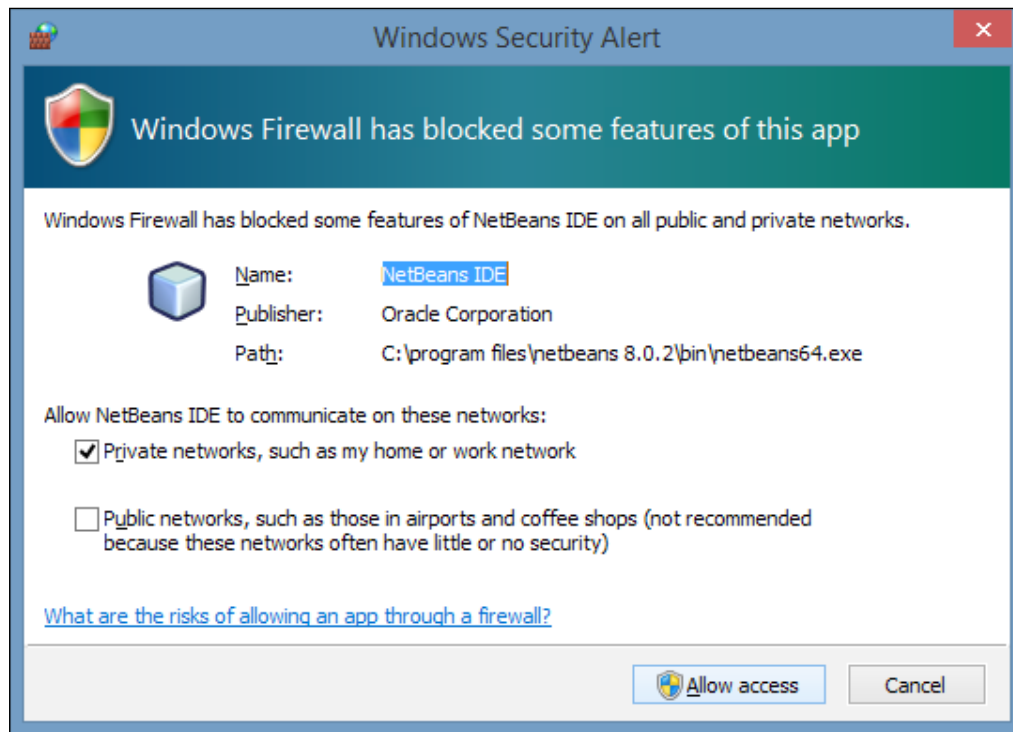 Windows Security Alert
Windows Firewall has blocked some features of this app
Windows Firewall has blocked some features of NetBeans IDE on all public and private networks.
Name: NetBeans IDE
Publisher: Oracle Corporation
Path: C:\program files\netbeans 8.0.2\bin\netbeans64.exe
Allow NetBeans IDE to communicate on these networks:
Private networks, such as my home or work network
Public networks, such as those in airports and coffee shops (not recommended
because these networks often have little or no security)
What are the risks of allowing an app through a firewall?
Allow access Cancel